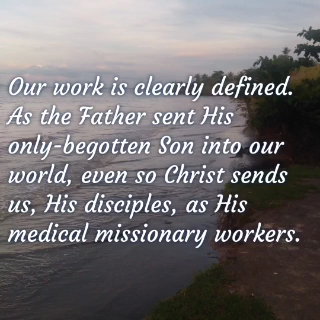 Our work is clearly defined.
As the Father sent His
only-begotten Son into our
world, even so Christ sends
us, His disciples, as His
medical missionary workers.